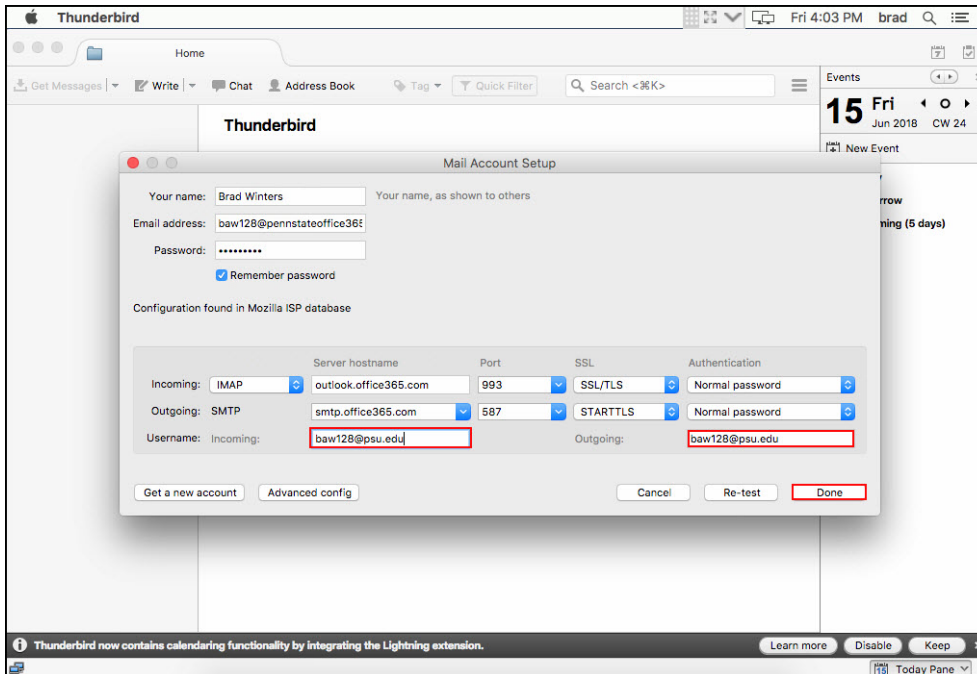 Thunderbird Fri 4:03 PM brad
Home
Get Messages Write Chat Address Book Tag Quick Filter Search <⌘K>
Events
15 Fri
Jun 2018 CW 24
New Event
Thunderbird
Mail Account Setup
Your name: Brad Winters Your name, as shown to others
rrow
Email address: baw128@pennstateoffice365
ming (5 days)
Password: •••••••••
Remember password
Configuration found in Mozilla ISP database
Server hostname Port SSL Authentication
Incoming: IMAP outlook.office365.com 993 SSL/TLS Normal password
Outgoing: SMTP smtp.office365.com 587 STARTTLS Normal password
Username: Incoming: baw128@psu.edu Outgoing: baw128@psu.edu
Get a new account Advanced config Cancel Re-test Done
Thunderbird now contains calendaring functionality by integrating the Lightning extension. Learn more Disable Keep
15 Today Pane